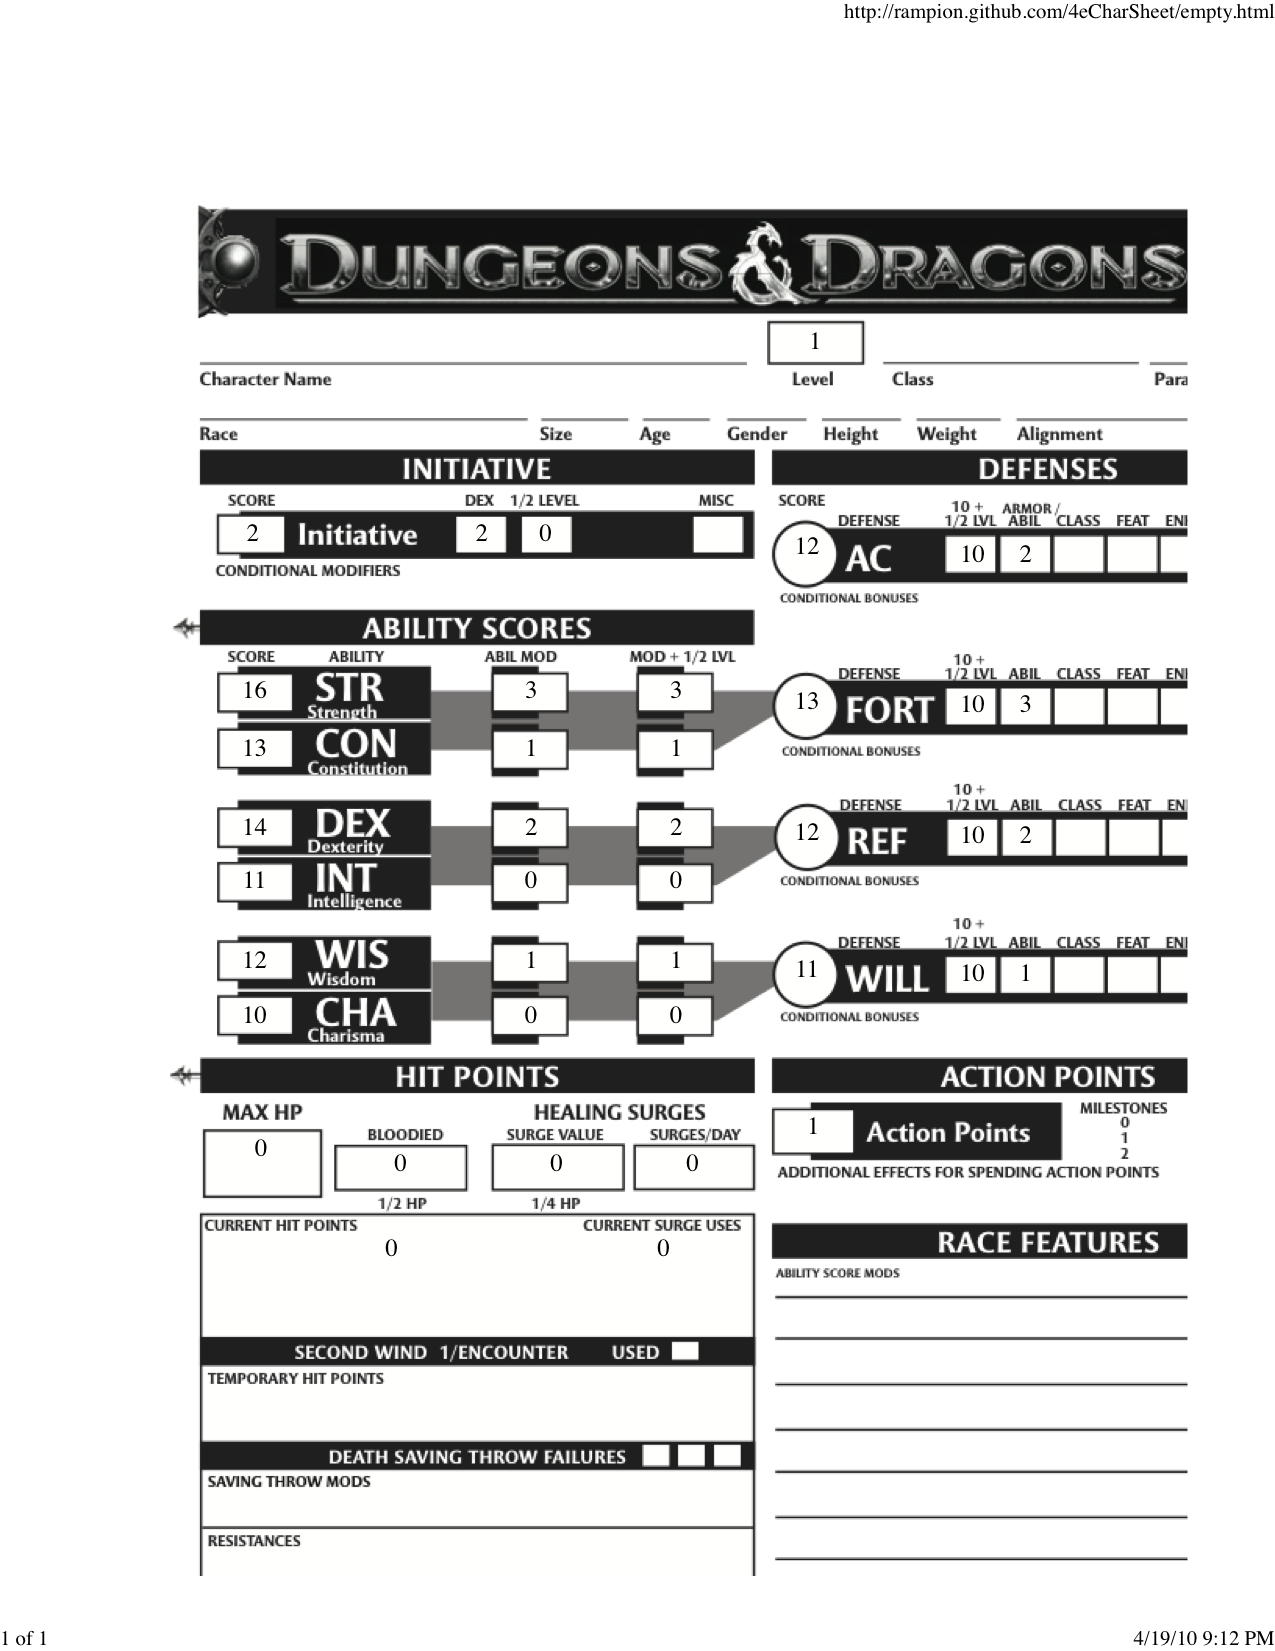 http://rampion.github.com/4eCharSheet/empty.html
DUNGEONS & DRAGONS
1
Character Name Level Class Para
Race Size Age Gender Height Weight Alignment
INITIATIVE
SCORE DEX 1/2 LEVEL MISC
2 Initiative 2 0
CONDITIONAL MODIFIERS
DEFENSES
SCORE DEFENSE 10 + 1/2 LVL ARMOR / ABIL CLASS FEAT EN
12 AC 10 2
CONDITIONAL BONUSES
ABILITY SCORES
SCORE ABILITY ABIL MOD MOD + 1/2 LVL
16 STR 3 3
Strength
13 CON 1 1
Constitution
DEFENSE 10 + 1/2 LVL ABIL CLASS FEAT EN
13 FORT 10 3
CONDITIONAL BONUSES
14 DEX 2 2
Dexterity
11 INT 0 0
Intelligence
DEFENSE 10 + 1/2 LVL ABIL CLASS FEAT EN
12 REF 10 2
CONDITIONAL BONUSES
12 WIS 1 1
Wisdom
10 CHA 0 0
Charisma
DEFENSE 10 + 1/2 LVL ABIL CLASS FEAT EN
11 WILL 10 1
CONDITIONAL BONUSES
HIT POINTS
MAX HP HEALING SURGES
BLOODIED SURGE VALUE SURGES/DAY
0 0 0 0
1/2 HP 1/4 HP
CURRENT HIT POINTS CURRENT SURGE USES
0 0
SECOND WIND 1/ENCOUNTER USED
TEMPORARY HIT POINTS
DEATH SAVING THROW FAILURES
SAVING THROW MODS
RESISTANCES
ACTION POINTS
MILESTONES
1 Action Points 0
1
2
ADDITIONAL EFFECTS FOR SPENDING ACTION POINTS
RACE FEATURES
ABILITY SCORE MODS
1 of 1 4/19/10 9:12 PM